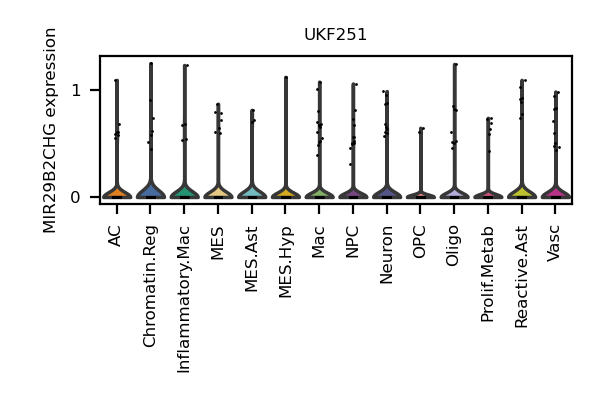 UKF251
MIR29B2CHG expression
1
0
AC
Chromatin.Reg
Inflammatory.Mac
MES
MES.Ast
MES.Hyp
Mac
NPC
Neuron
OPC
Oligo
Prolif.Metab
Reactive.Ast
Vasc